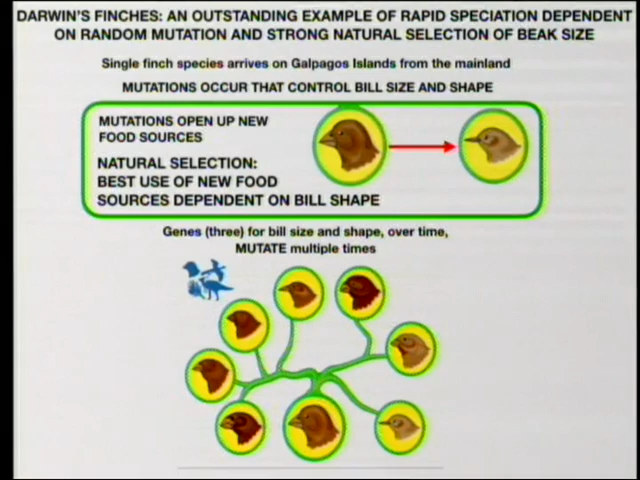 DARWIN'S FINCHES: AN OUTSTANDING EXAMPLE OF RAPID SPECIATION DEPENDENT
ON RANDOM MUTATION AND STRONG NATURAL SELECTION OF BEAK SIZE
Single finch species arrives on Galpagos Islands from the mainland
MUTATIONS OCCUR THAT CONTROL BILL SIZE AND SHAPE
MUTATIONS OPEN UP NEW
FOOD SOURCES
NATURAL SELECTION:
BEST USE OF NEW FOOD
SOURCES DEPENDENT ON BILL SHAPE
Genes (three) for bill size and shape, over time,
MUTATE multiple times